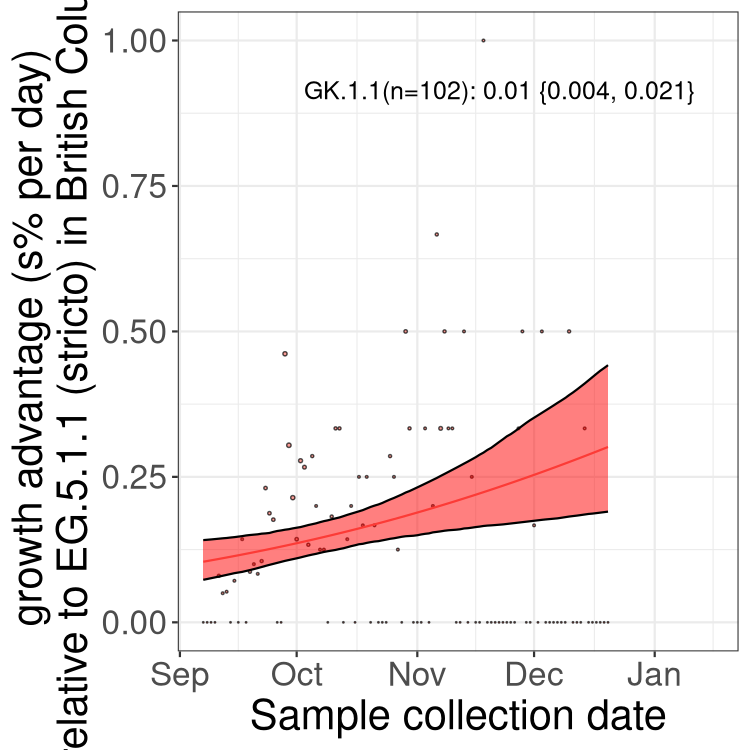 growth advantage (s% per day)
relative to EG.5.1.1 (stricto) in British Colu
1.00
0.75
0.50
0.25
0.00
GK.1.1(n=102): 0.01 {0.004, 0.021}
Sep Oct Nov Dec Jan
Sample collection date